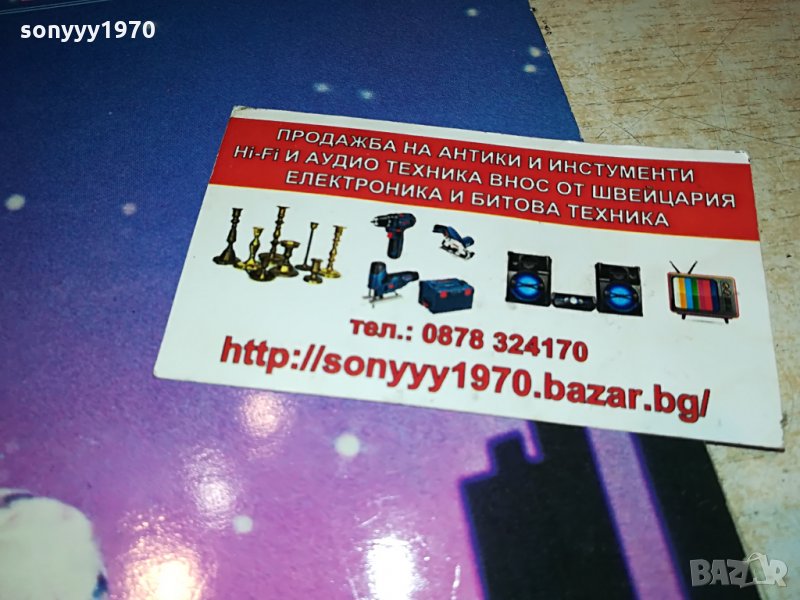 sonyyy1970
ПРОДАЖБА НА АНТИКИ И ИНСТУМЕНТИ
Hi-Fi И АУДИО ТЕХНИКА ВНОС ОТ ШВЕЙЦАРИЯ
ЕЛЕКТРОНИКА И БИТОВА ТЕХНИКА
тел.: 0878 324170
http://sonyyy1970.bazar.bg/
BAZAR